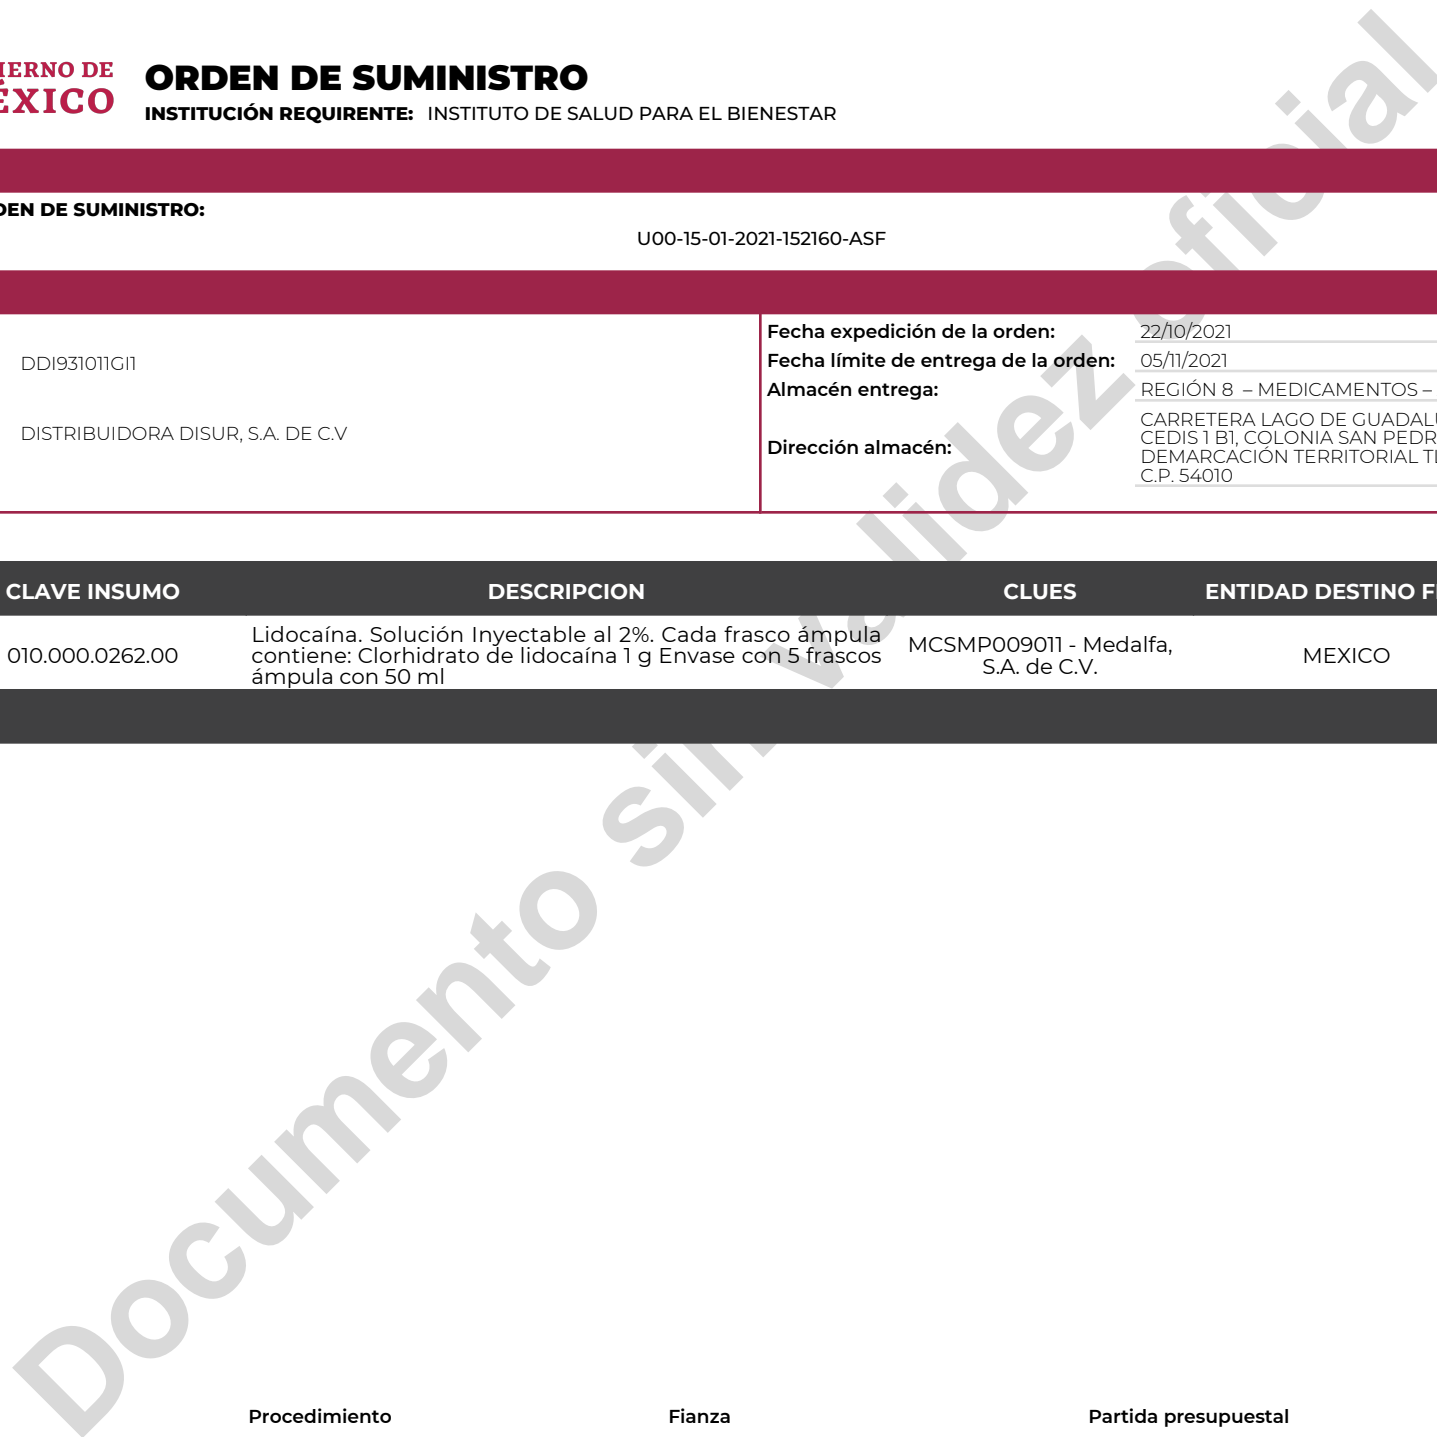 IERNO DE
ÉXICO
ORDEN DE SUMINISTRO
INSTITUCIÓN REQUIRENTE: INSTITUTO DE SALUD PARA EL BIENESTAR
DEN DE SUMINISTRO:
U00-15-01-2021-152160-ASF
DDI931011GI1
DISTRIBUIDORA DISUR, S.A. DE C.V
Fecha expedición de la orden: 22/10/2021
Fecha límite de entrega de la orden: 05/11/2021
Almacén entrega: REGIÓN 8 – MEDICAMENTOS –
Dirección almacén:
CARRETERA LAGO DE GUADALU
CEDIS 1 B1, COLONIA SAN PEDR
DEMARCACIÓN TERRITORIAL TL
C.P. 54010
CLAVE INSUMO DESCRIPCION CLUES ENTIDAD DESTINO FI
010.000.0262.00
Lidocaína. Solución Inyectable al 2%. Cada frasco ámpula
contiene: Clorhidrato de lidocaína 1 g Envase con 5 frascos
ámpula con 50 ml
MCSMP009011 - Medalfa,
S.A. de C.V.
MEXICO
Documento sin validez oficial
Procedimiento Fianza Partida presupuestal